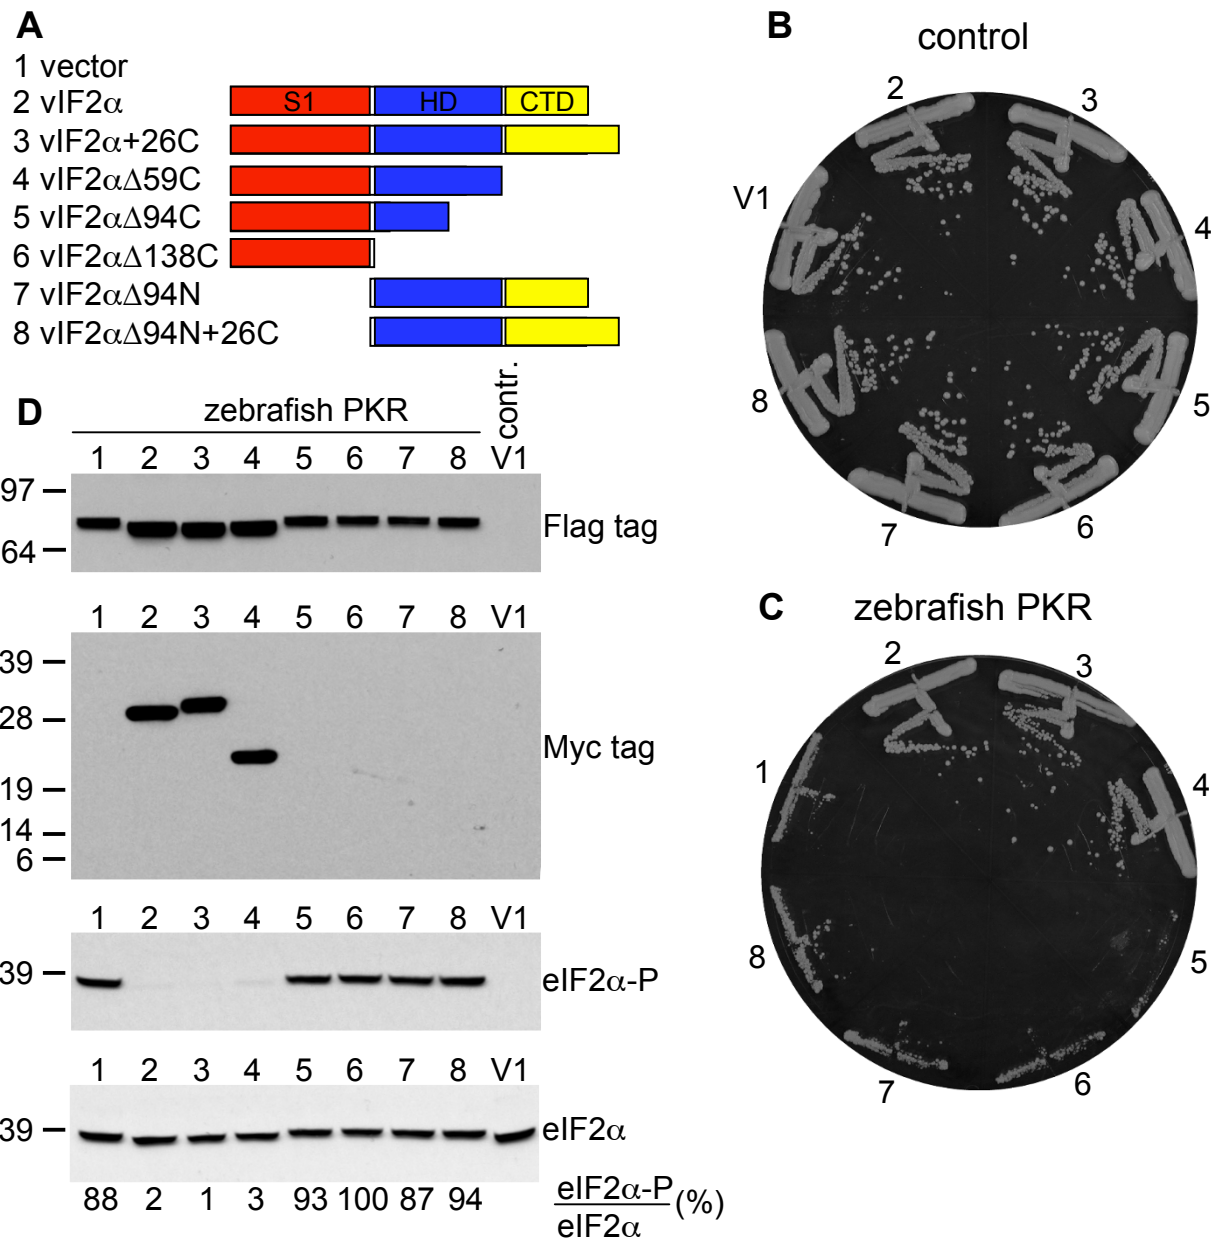 A
1 vector
2 vIF2α
S1 HD CTD
3 vIF2α+26C
4 vIF2αΔ59C
5 vIF2αΔ94C
6 vIF2αΔ138C
7 vIF2αΔ94N
8 vIF2αΔ94N+26C
B
control
2
3
V1
4
8
5
7
6
C
zebrafish PKR
2
3
1
4
8
5
7
6
D
zebrafish PKR
contr.
1 2 3 4 5 6 7 8 V1
97
Flag tag
64
1 2 3 4 5 6 7 8 V1
39
28
Myc tag
19
14
6
1 2 3 4 5 6 7 8 V1
39
eIF2α-P
1 2 3 4 5 6 7 8 V1
39
eIF2α
88 2 1 3 93 100 87 94
eIF2α-P (%)
eIF2α